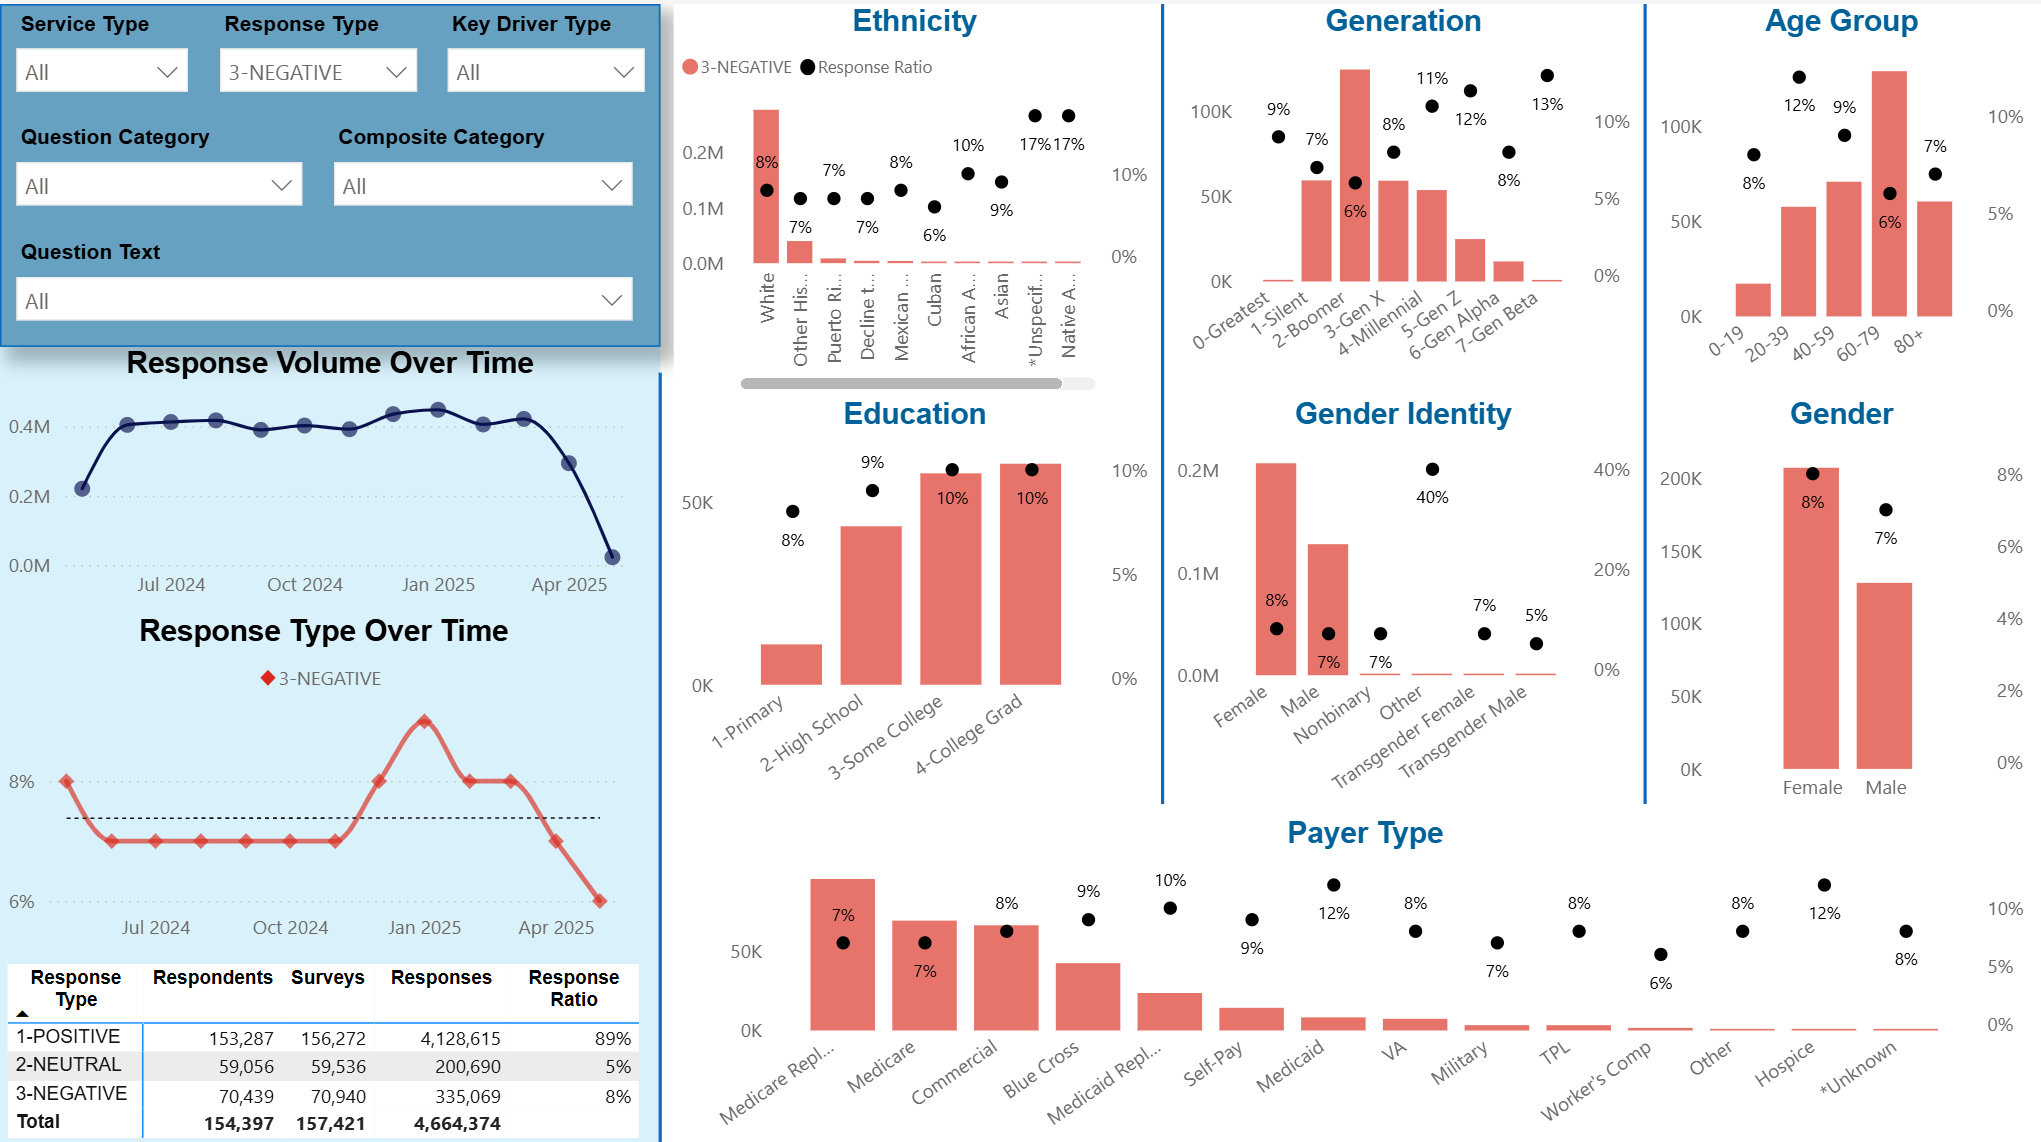 Service Type
Response Type
Key Driver Type
All
3-NEGATIVE
All
Question Category
Composite Category
All
All
Question Text
All
Response Volume Over Time
0.4M
0.2M
0.0M
Jul 2024
Oct 2024
Jan 2025
Apr 2025
Response Type Over Time
3-NEGATIVE
8%
6%
Jul 2024
Oct 2024
Jan 2025
Apr 2025
Response Type Respondents Surveys Responses Response Ratio
1-POSITIVE 153,287 156,272 4,128,615 89%
2-NEUTRAL 59,056 59,536 200,690 5%
3-NEGATIVE 70,439 70,940 335,069 8%
Total 154,397 157,421 4,664,374
Ethnicity
3-NEGATIVE Response Ratio
0.2M
0.1M
0.0M
8%
7%
7%
7%
8%
6%
10%
9%
17%
17%
10%
0%
White
Other His...
Puerto Ri...
Decline t...
Mexican ...
Cuban
African A...
Asian
*Unspecif...
Native A...
Generation
100K
50K
0K
9%
7%
6%
8%
11%
12%
8%
13%
10%
5%
0%
0-Greatest
1-Silent
2-Boomer
3-Gen X
4-Millennial
5-Gen Z
6-Gen Alpha
7-Gen Beta
Age Group
100K
50K
0K
8%
12%
9%
6%
7%
10%
5%
0%
0-19
20-39
40-59
60-79
80+
Education
50K
0K
8%
9%
10%
10%
10%
5%
0%
1-Primary
2-High School
3-Some College
4-College Grad
Gender Identity
0.2M
0.1M
0.0M
8%
7%
7%
40%
7%
5%
40%
20%
0%
Female
Male
Nonbinary
Other
Transgender Female
Transgender Male
Gender
200K
150K
100K
50K
0K
8%
7%
8%
6%
4%
2%
0%
Female
Male
Payer Type
50K
0K
7%
7%
8%
9%
10%
9%
12%
8%
7%
8%
6%
8%
12%
8%
10%
5%
0%
Medicare Repl...
Medicare
Commercial
Blue Cross
Medicaid Repl...
Self-Pay
Medicaid
VA
Military
TPL
Worker's Comp
Other
Hospice
*Unknown